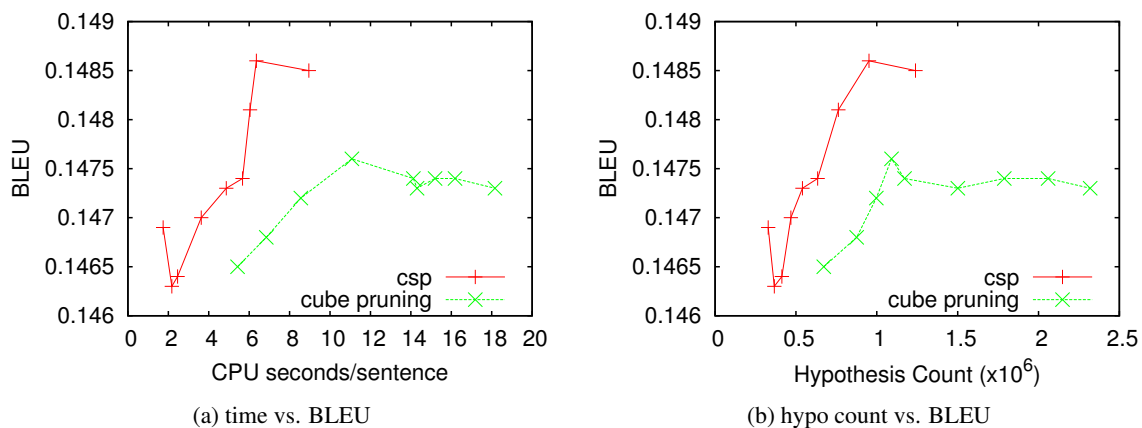 0.149
0.1485
0.148
0.1475
0.147
0.1465
0.146
BLEU
0 2 4 6 8 10 12 14 16 18 20
CPU seconds/sentence
csp
cube pruning
(a) time vs. BLEU
0.149
0.1485
0.148
0.1475
0.147
0.1465
0.146
BLEU
0 0.5 1 1.5 2 2.5
Hypothesis Count (x10⁶)
csp
cube pruning
(b) hypo count vs. BLEU